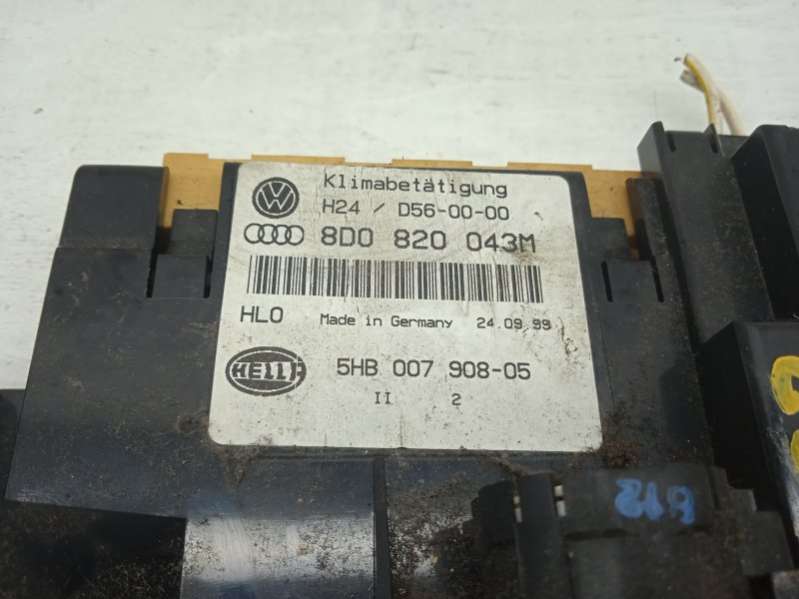 Klimabetätigung
H24 / D56-00-00
8D0 820 043M
HLO Made in Germany 24.09.99
HELLA
5HB 007 908-05
II 2